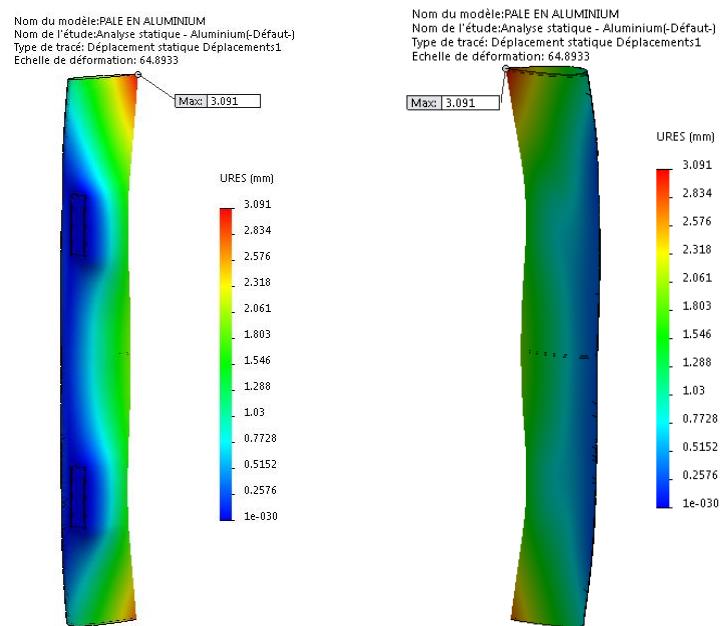 Nom du modèle:PALE EN ALUMINIUM
Nom de l'étude:Analyse statique - Aluminium(-Défaut-)
Type de tracé: Déplacement statique Déplacements1
Echelle de déformation: 64.8933
Max: 3.091
URES (mm)
3.091
2.834
2.576
2.318
2.061
1.803
1.546
1.288
1.03
0.7728
0.5152
0.2576
1e-030
Nom du modèle:PALE EN ALUMINIUM
Nom de l'étude:Analyse statique - Aluminium(-Défaut-)
Type de tracé: Déplacement statique Déplacements1
Echelle de déformation: 64.8933
Max: 3.091
URES (mm)
3.091
2.834
2.576
2.318
2.061
1.803
1.546
1.288
1.03
0.7728
0.5152
0.2576
1e-030